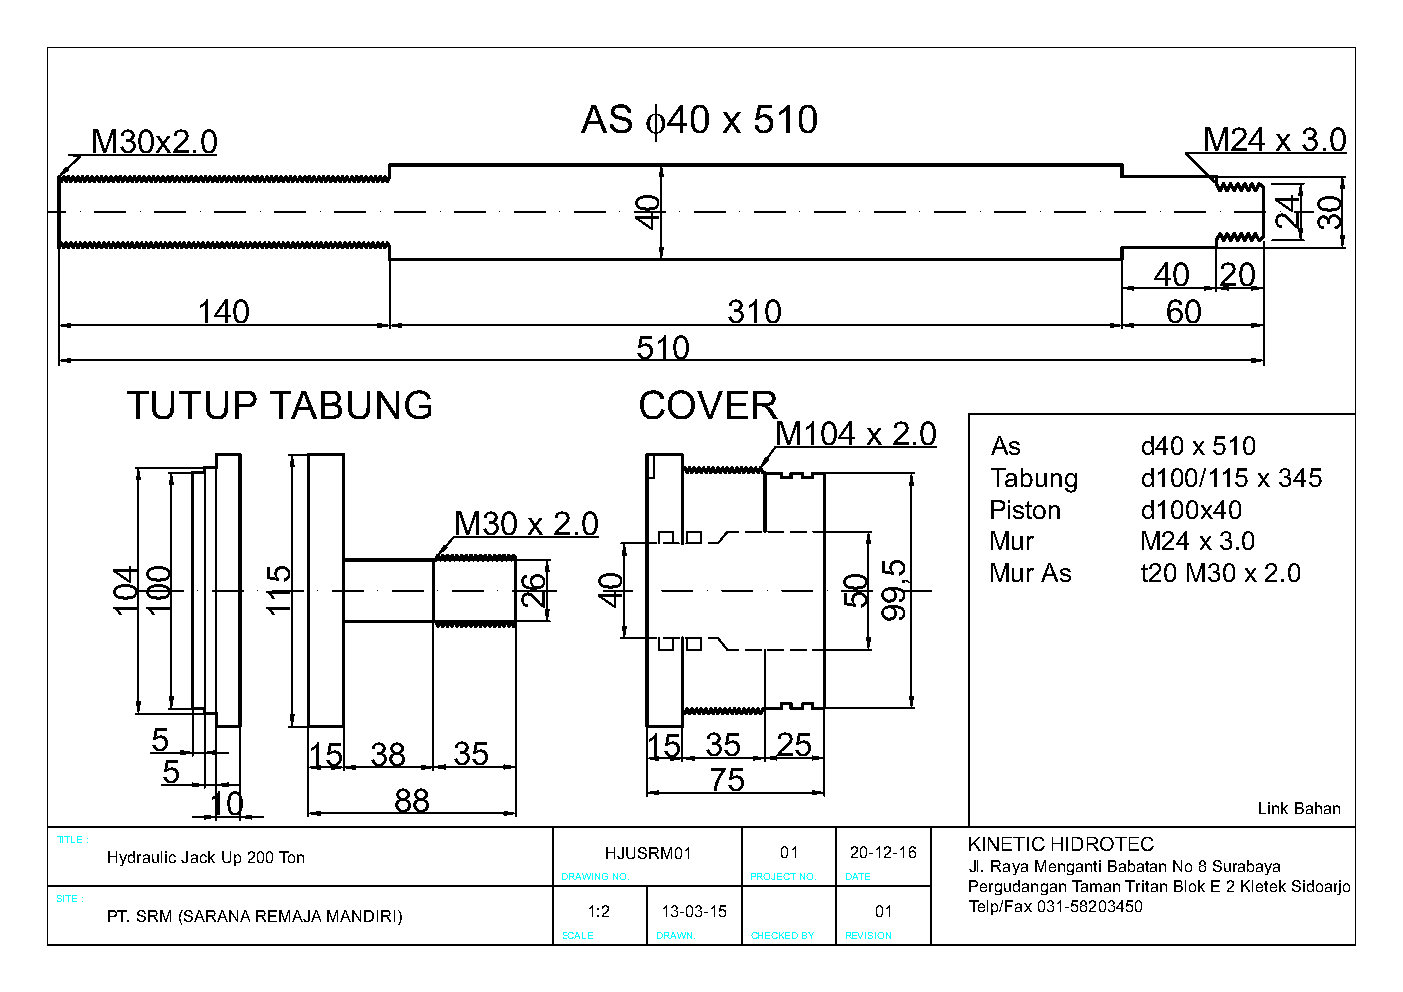 AS ϕ40 x 510
M30x2.0
M24 x 3.0
40
24
30
40
20
140
310
60
510
TUTUP TABUNG
COVER
M104 x 2.0
M30 x 2.0
104
100
115
26
40
50
99,5
5
5
10
15
38
35
88
15
35
25
75
As d40 x 510
Tabung d100/115 x 345
Piston d100x40
Mur M24 x 3.0
Mur As t20 M30 x 2.0
Link Bahan
TITLE :
Hydraulic Jack Up 200 Ton
HJUSRM01
DRAWING NO.
01
PROJECT NO.
20-12-16
DATE
SITE :
PT. SRM (SARANA REMAJA MANDIRI)
1:2
SCALE
13-03-15
DRAWN.
CHECKED BY
01
REVISION
KINETIC HIDROTEC
Jl. Raya Menganti Babatan No 8 Surabaya
Pergudangan Taman Tritan Blok E 2 Kletek Sidoarjo
Telp/Fax 031-58203450